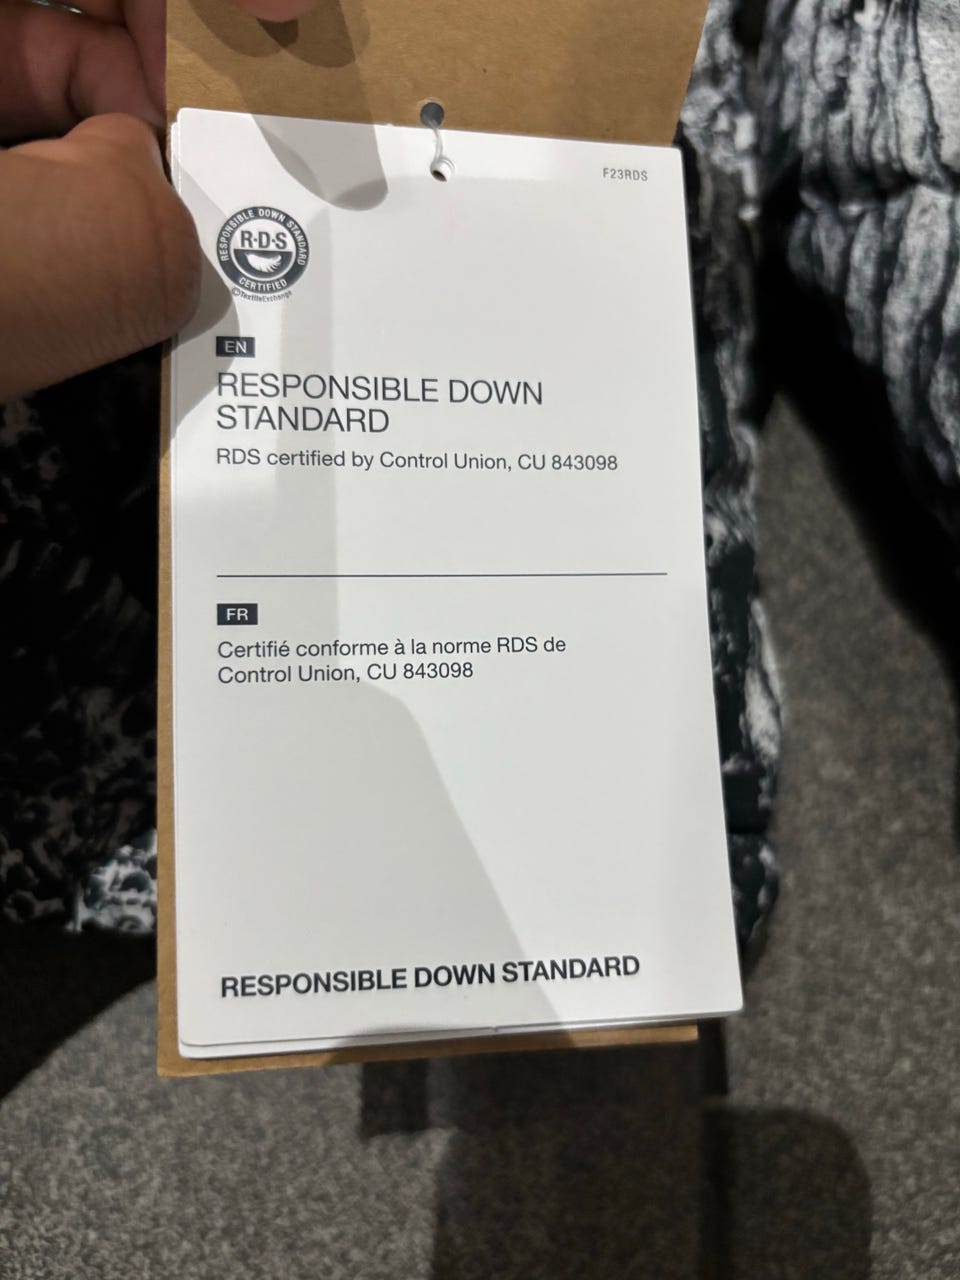 F23RDS
RESPONSIBLE DOWN STANDARD
R·D·S
CERTIFIED
©TextileExchange
EN
RESPONSIBLE DOWN
STANDARD
RDS certified by Control Union, CU 843098
FR
Certifié conforme à la norme RDS de
Control Union, CU 843098
RESPONSIBLE DOWN STANDARD